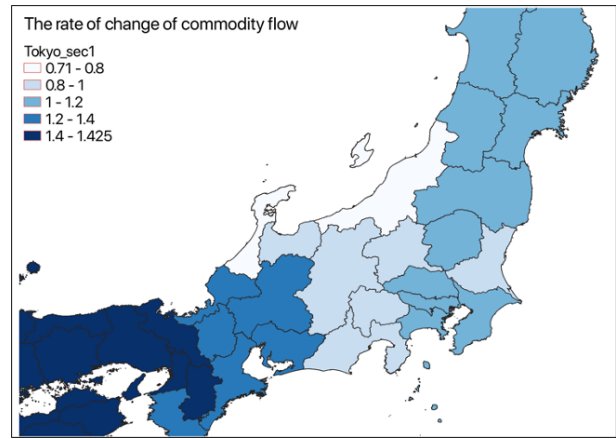 The rate of change of commodity flow
Tokyo_sec1
0.71 - 0.8
0.8 - 1
1 - 1.2
1.2 - 1.4
1.4 - 1.425